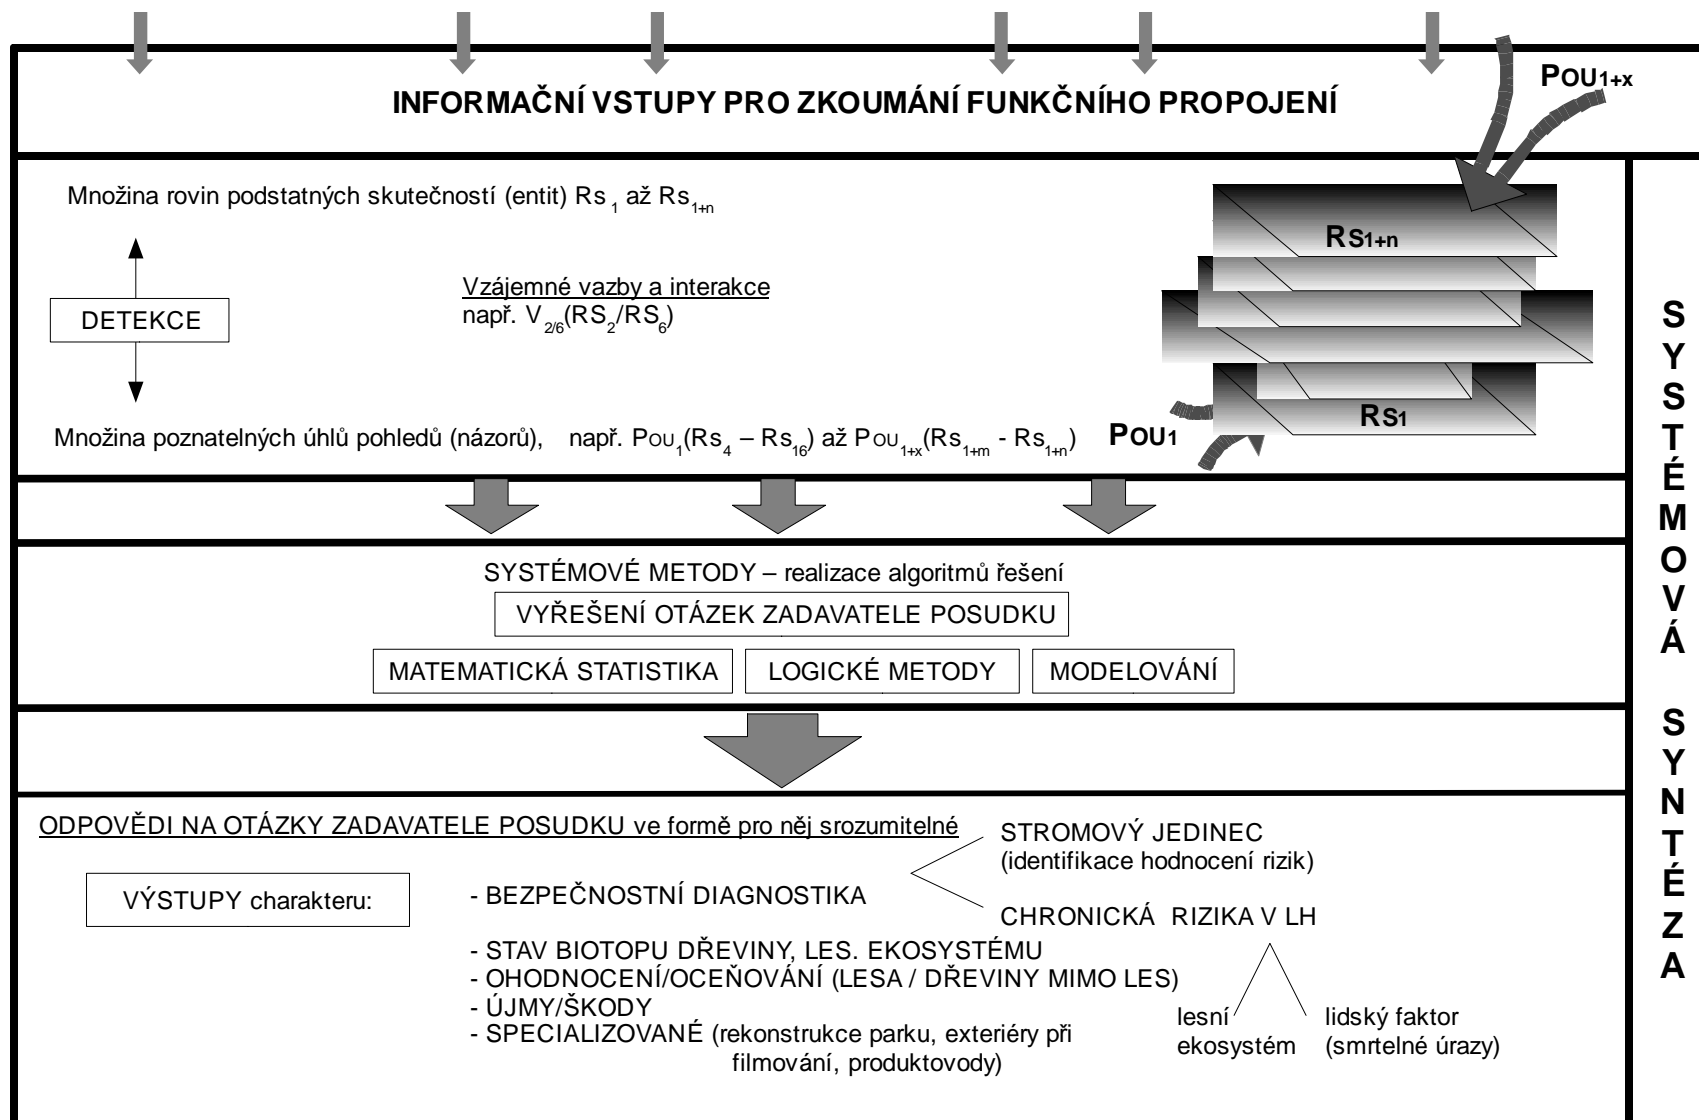 INFORMAČNÍ VSTUPY PRO ZKOUMÁNÍ FUNKČNÍHO PROPOJENÍ
POU1+x
Množina rovin podstatných skutečností (entit) Rs 1 až Rs1+n
RS1+n
Vzájemné vazby a interakce
DETEKCE
např. V2/6(RS2/RS6)
RS1
Množina poznatelných úhlů pohledů (názorů), např. POU1(Rs4 – Rs16) až POU1+x(Rs1+m - Rs1+n)
POU1
SYSTÉMOVÉ METODY – realizace algoritmů řešení
VYŘEŠENÍ OTÁZEK ZADAVATELE POSUDKU
MATEMATICKÁ STATISTIKA
LOGICKÉ METODY
MODELOVÁNÍ
ODPOVĚDI NA OTÁZKY ZADAVATELE POSUDKU ve formě pro něj srozumitelné
STROMOVÝ JEDINEC
(identifikace hodnocení rizik)
VÝSTUPY charakteru:
- BEZPEČNOSTNÍ DIAGNOSTIKA
CHRONICKÁ RIZIKA V LH
- STAV BIOTOPU DŘEVINY, LES. EKOSYSTÉMU
- OHODNOCENÍ/OCEŇOVÁNÍ (LESA / DŘEVINY MIMO LES)
- ÚJMY/ŠKODY
- SPECIALIZOVANÉ (rekonstrukce parku, exteriéry při
filmování, produktovody)
lesní
ekosystém
lidský faktor
(smrtelné úrazy)
SYSTÉMOVÁ SYNTÉZA